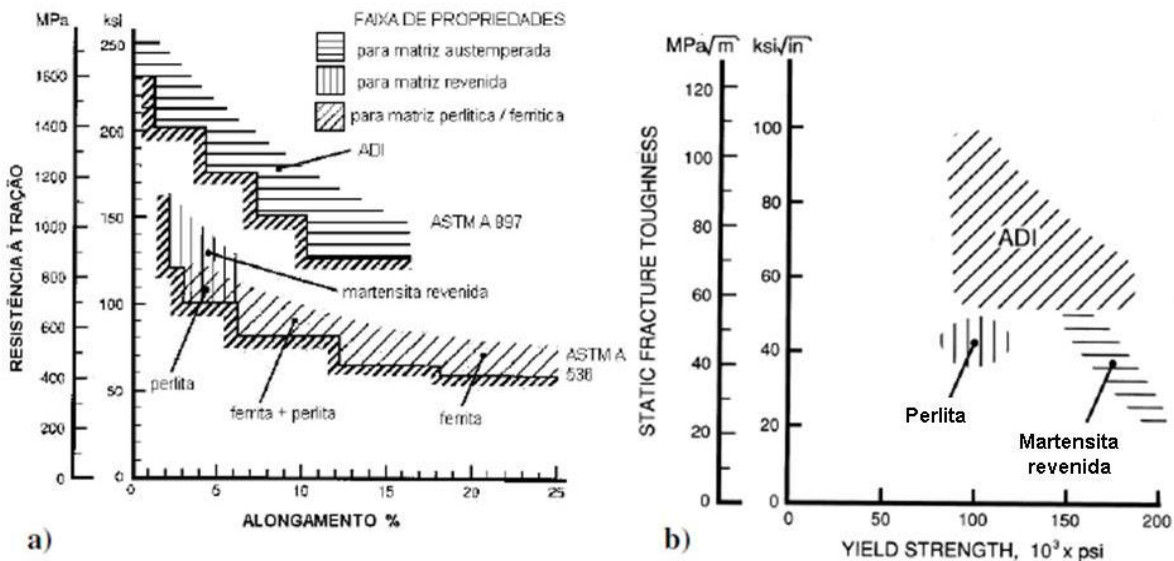 MPa ksi
FAIXA DE PROPRIEDADES
para matriz austemperada
para matriz revenida
para matriz perlítica / ferrítica
ADI
ASTM A 897
martensita revenida
perlita
ferrita + perlita
ferrita
ASTM A
536
RESISTÊNCIA À TRAÇÃO
1600
1400
1200
1000
800
600
400
200
0
250
200
150
100
50
0
0 5 10 15 20 25
ALONGAMENTO %
a)
MPa√m ksi√in
STATIC FRACTURE TOUGHNESS
120
100
80
60
40
20
0
100
80
60
40
20
0
ADI
Perlita
Martensita
revenida
0 50 100 150 200
YIELD STRENGTH, 10³ x psi
b)